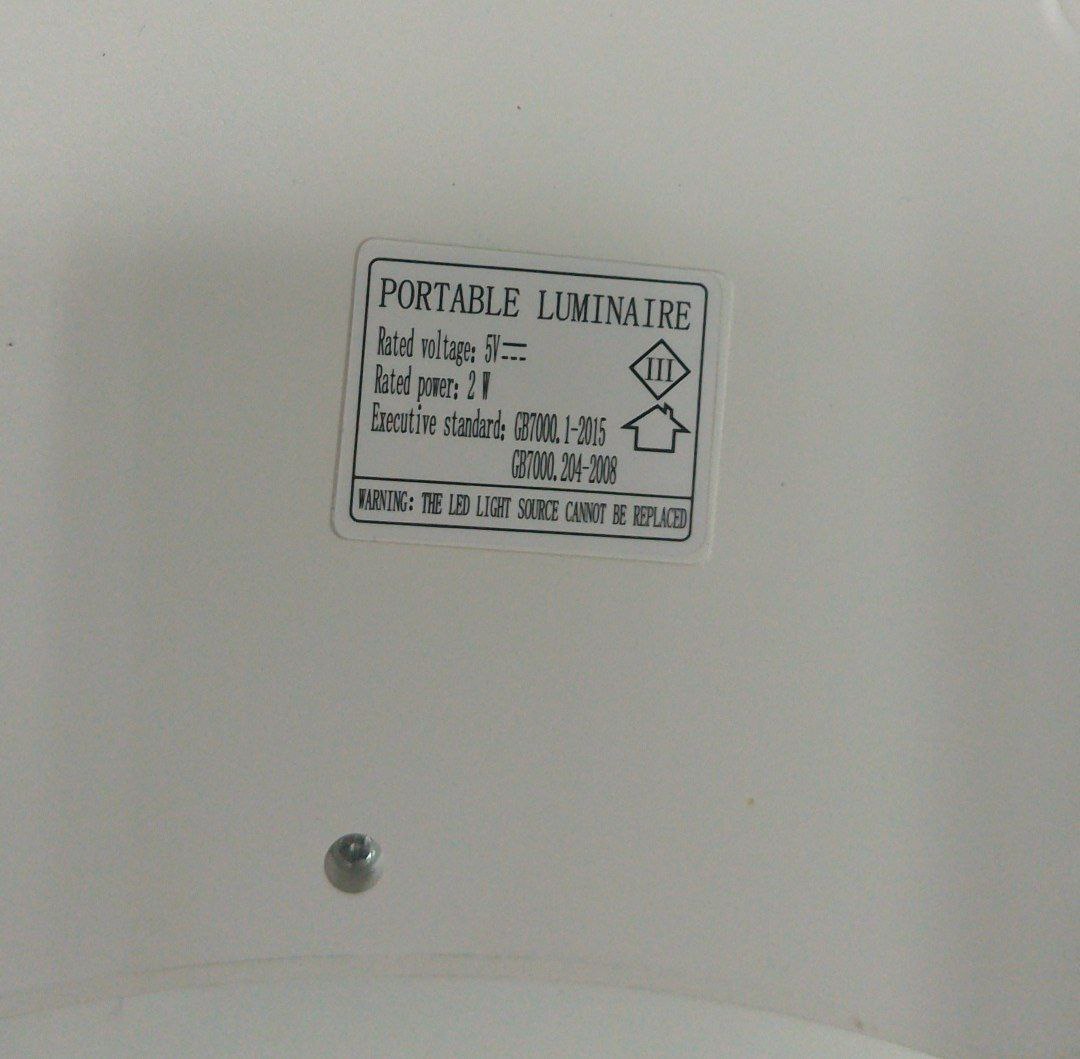 PORTABLE LUMINAIRE
Rated voltage: 5V⎓
Rated power: 2 W
III
Executive standard: GB7000.1-2015
GB7000.204-2008
WARNING: THE LED LIGHT SOURCE CANNOT BE REPLACED